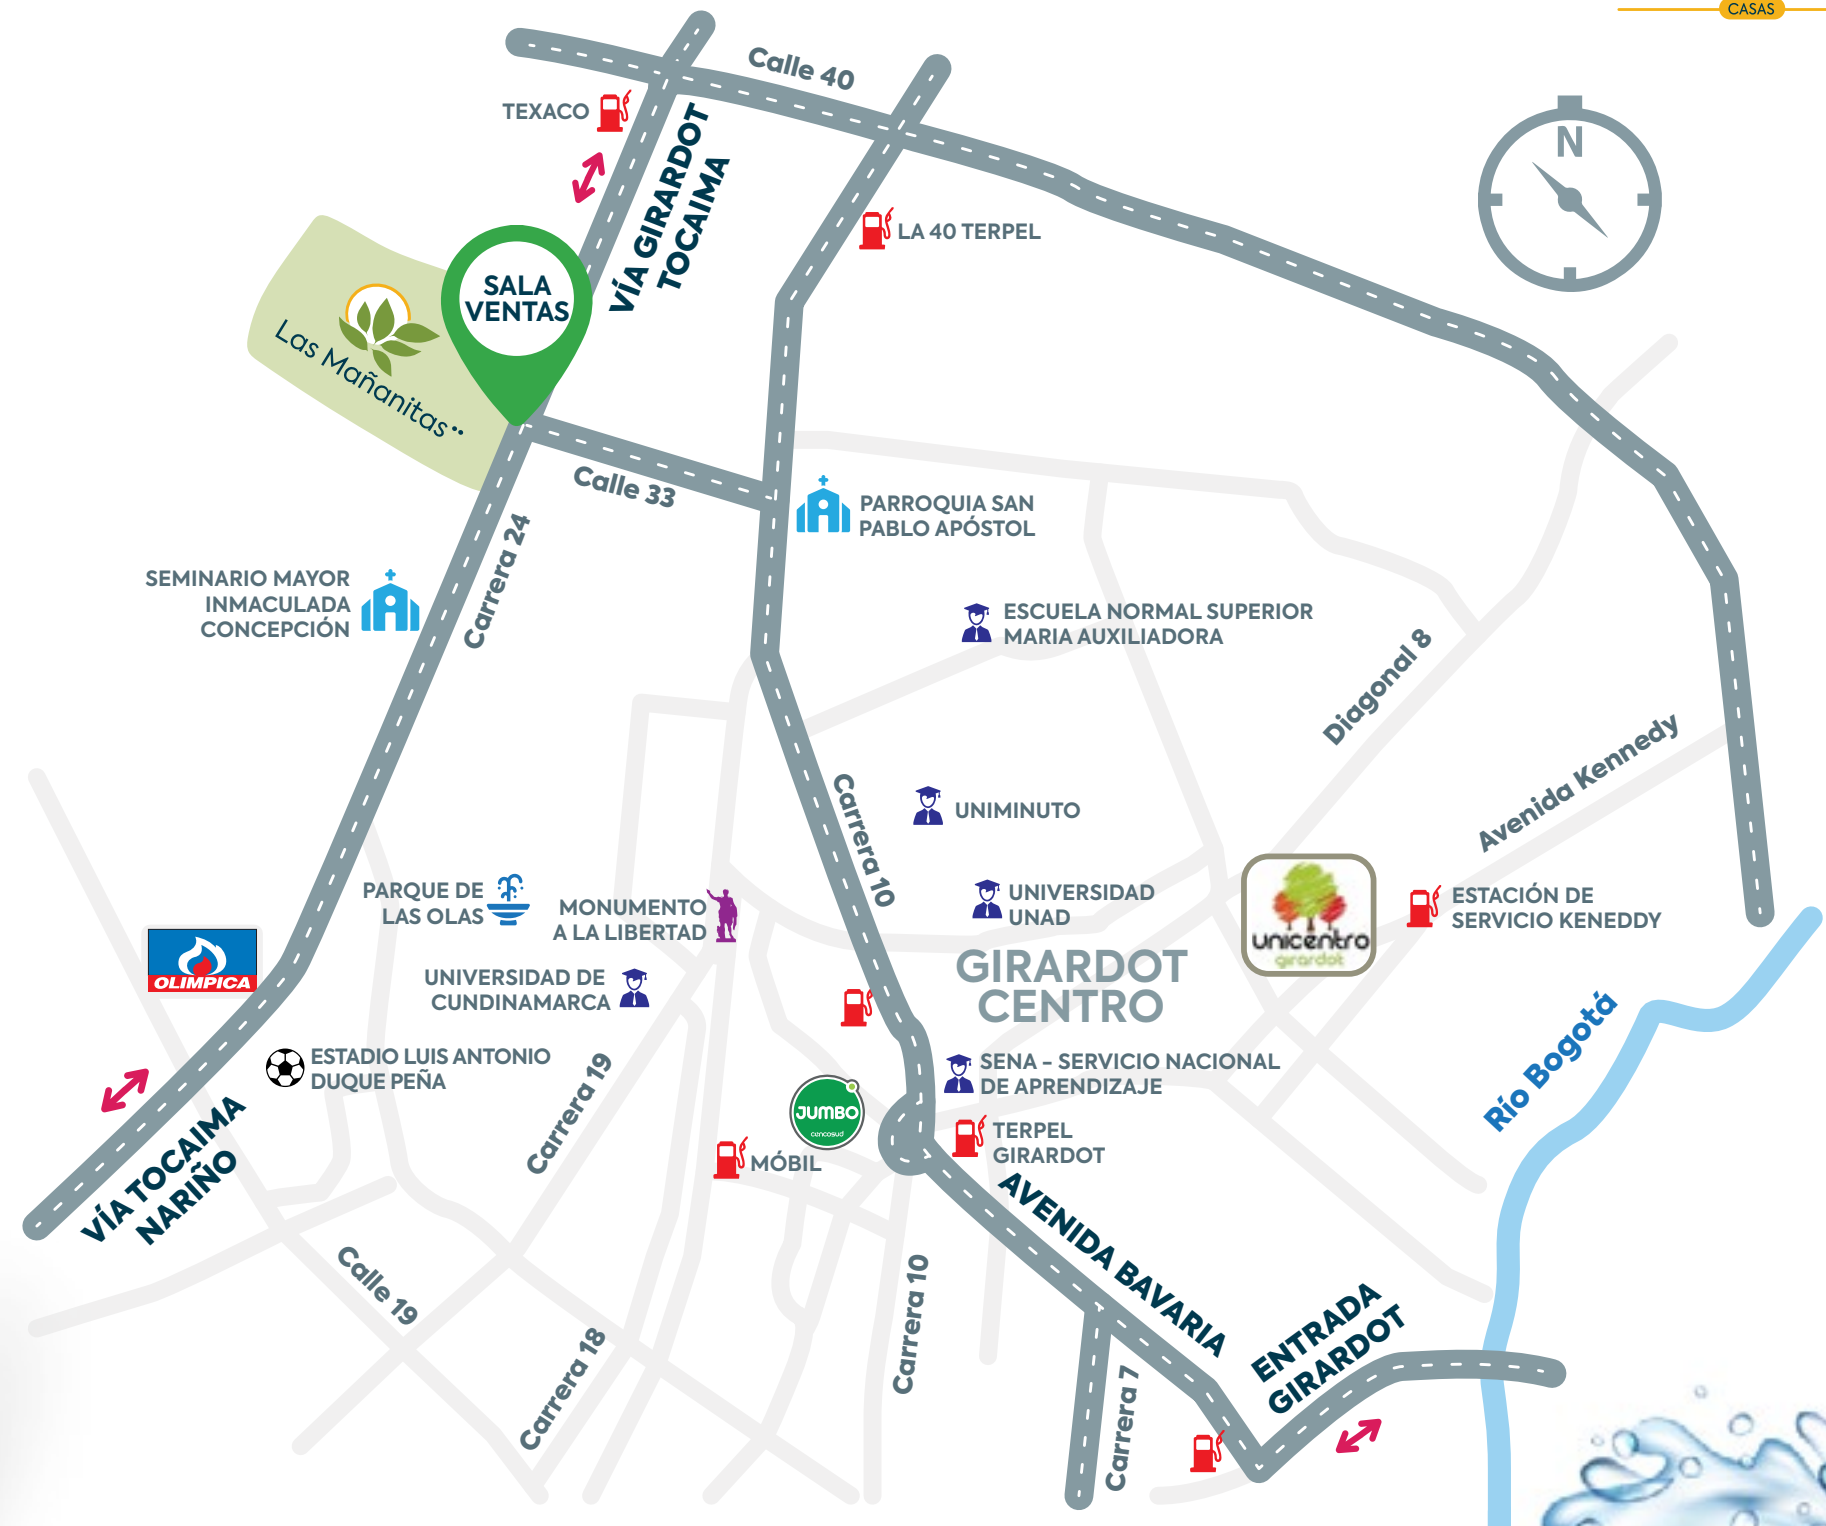 CASAS
Calle 40
TEXACO
N
VÍA GIRARDOT
TOCAIMA
LA 40 TERPEL
SALA
VENTAS
Las Mañanitas
Calle 33
PARROQUIA SAN
PABLO APÓSTOL
Carrera 24
SEMINARIO MAYOR
INMACULADA
CONCEPCIÓN
ESCUELA NORMAL SUPERIOR
MARIA AUXILIADORA
Diagonal 8
Avenida Kennedy
Carrera 10
UNIMINUTO
PARQUE DE
LAS OLAS
MONUMENTO
A LA LIBERTAD
UNIVERSIDAD
UNAD
unicentro
girardot
ESTACIÓN DE
SERVICIO KENEDDY
OLIMPICA
UNIVERSIDAD DE
CUNDINAMARCA
GIRARDOT
CENTRO
Río Bogotá
ESTADIO LUIS ANTONIO
DUQUE PEÑA
Carrera 19
SENA - SERVICIO NACIONAL
DE APRENDIZAJE
JUMBO
cencosud
MÓBIL
TERPEL
GIRARDOT
VÍA TOCAIMA
NARIÑO
AVENIDA BAVARIA
Calle 19
Carrera 18
Carrera 10
ENTRADA
GIRARDOT
Carrera 7